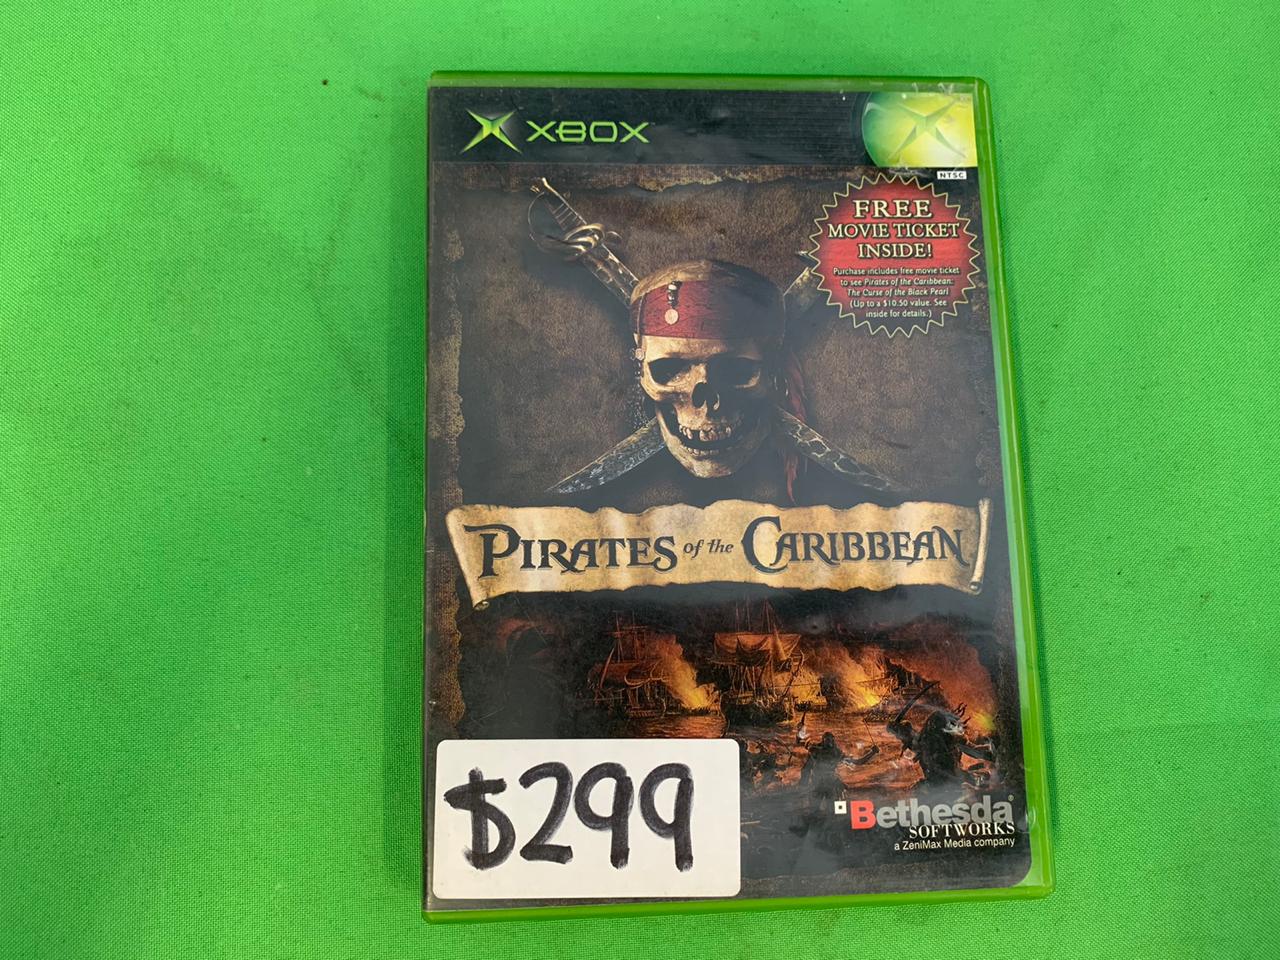 XBOX
NTSC
FREE
MOVIE TICKET
INSIDE!
Purchase includes free movie ticket
to see Pirates of the Caribbean:
The Curse of the Black Pearl
(Up to a $10.50 value. See
inside for details.)
PIRATES of the CARIBBEAN
$299
Bethesda®
SOFTWORKS
a ZeniMax Media company